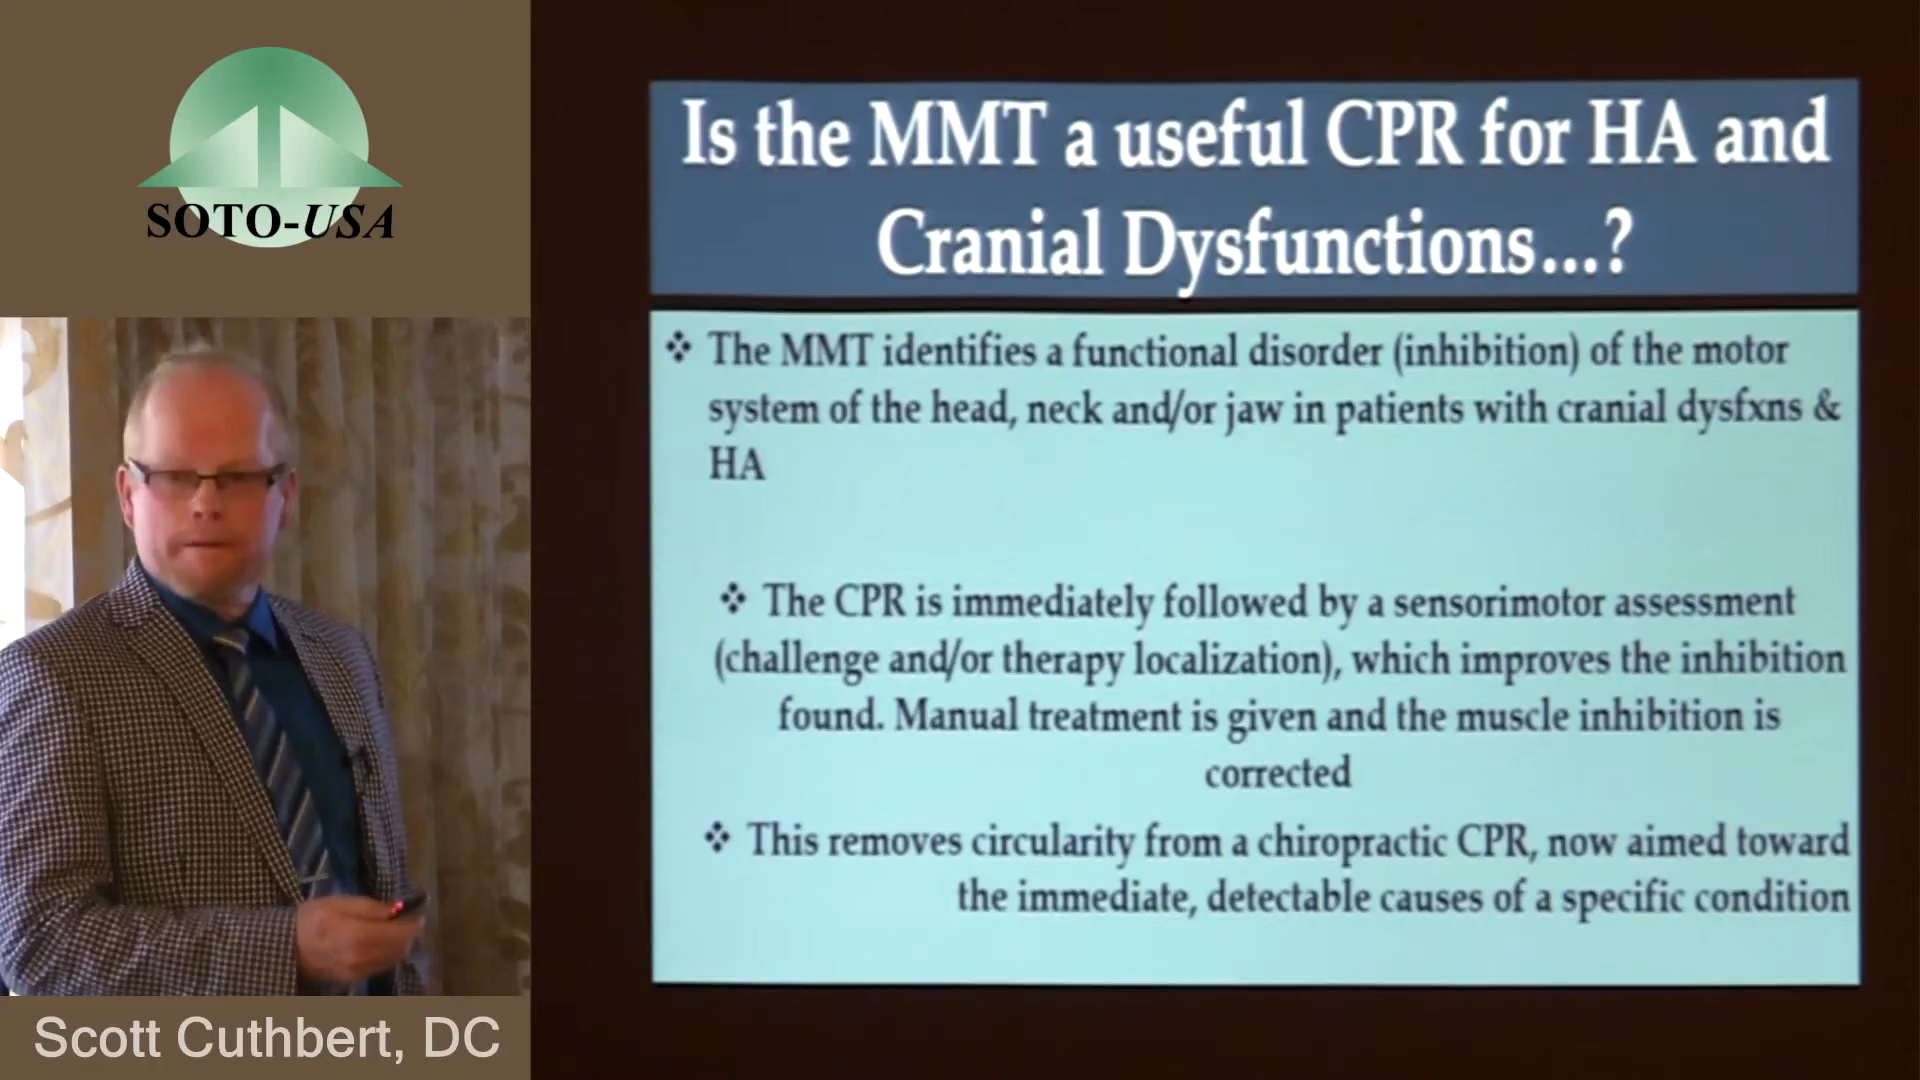 SOTO-USA
Is the MMT a useful CPR for HA and
Cranial Dysfunctions...?
❖ The MMT identifies a functional disorder (inhibition) of the motor
system of the head, neck and/or jaw in patients with cranial dysfxns &
HA
❖ The CPR is immediately followed by a sensorimotor assessment
(challenge and/or therapy localization), which improves the inhibition
found. Manual treatment is given and the muscle inhibition is
corrected
❖ This removes circularity from a chiropractic CPR, now aimed toward
the immediate, detectable causes of a specific condition
Scott Cuthbert, DC